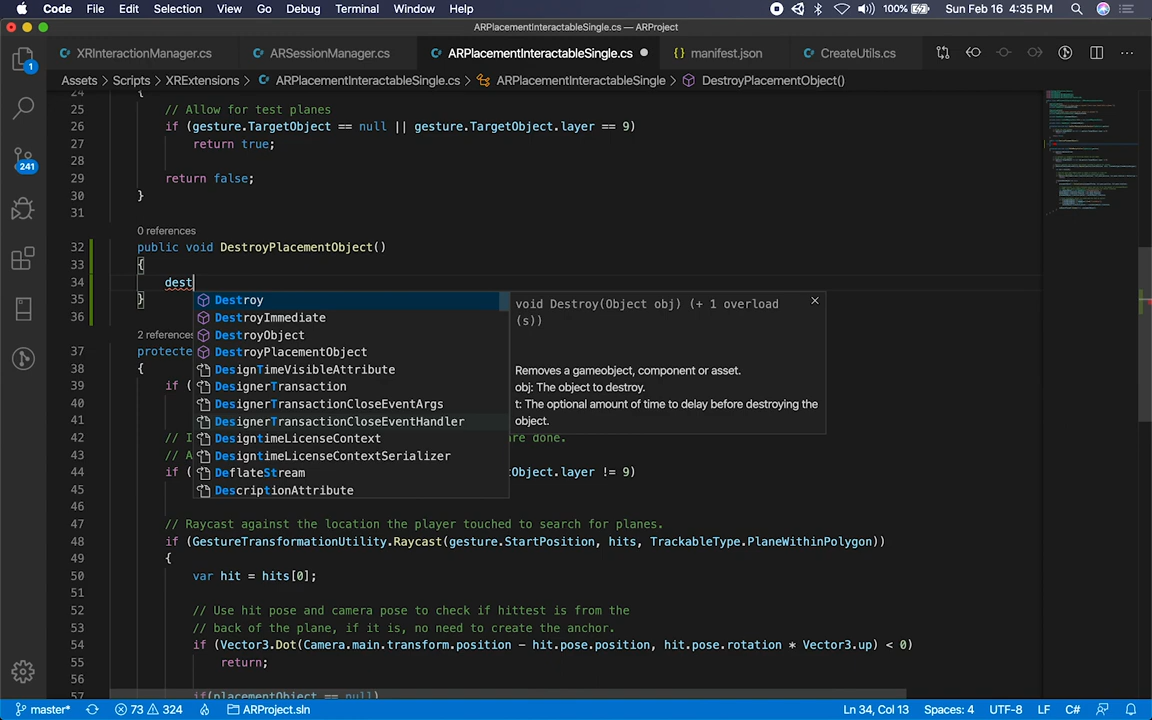 Code File Edit Selection View Go Debug Terminal Window Help 100% Sun Feb 16 4:35 PM
ARPlacementInteractableSingle.cs — ARProject
XRInteractionManager.cs ARSessionManager.cs ARPlacementInteractableSingle.cs {} manifest.json CreateUtils.cs
1
Assets > Scripts > XRExtensions > ARPlacementInteractableSingle.cs > ARPlacementInteractableSingle > DestroyPlacementObject()
24 {
25 // Allow for test planes
26 if (gesture.TargetObject == null || gesture.TargetObject.layer == 9)
27 return true;
28
29 return false;
30 }
31
0 references
32 public void DestroyPlacementObject()
33 {
34 dest
35 }
36
Destroy
DestroyImmediate
DestroyObject
DestroyPlacementObject
DesignTimeVisibleAttribute
DesignerTransaction
DesignerTransactionCloseEventArgs
DesignerTransactionCloseEventHandler
DesigntimeLicenseContext
DesigntimeLicenseContextSerializer
DeflateStream
DescriptionAttribute
void Destroy(Object obj) (+ 1 overload
(s))
Removes a gameobject, component or asset.
obj: The object to destroy.
t: The optional amount of time to delay before destroying the
object.
2 references
37 protecte
38 {
39 if (
40
41
42 // I re done.
43 // A
44 if ( tObject.layer != 9)
45
46
47 // Raycast against the location the player touched to search for planes.
48 if (GestureTransformationUtility.Raycast(gesture.StartPosition, hits, TrackableType.PlaneWithinPolygon))
49 {
50 var hit = hits[0];
51
52 // Use hit pose and camera pose to check if hittest is from the
53 // back of the plane, if it is, no need to create the anchor.
54 if (Vector3.Dot(Camera.main.transform.position - hit.pose.position, hit.pose.rotation * Vector3.up) < 0)
55 return;
56
57 if(placementObject == null)
241
master* 73 324 ARProject.sln Ln 34, Col 13 Spaces: 4 UTF-8 LF C#